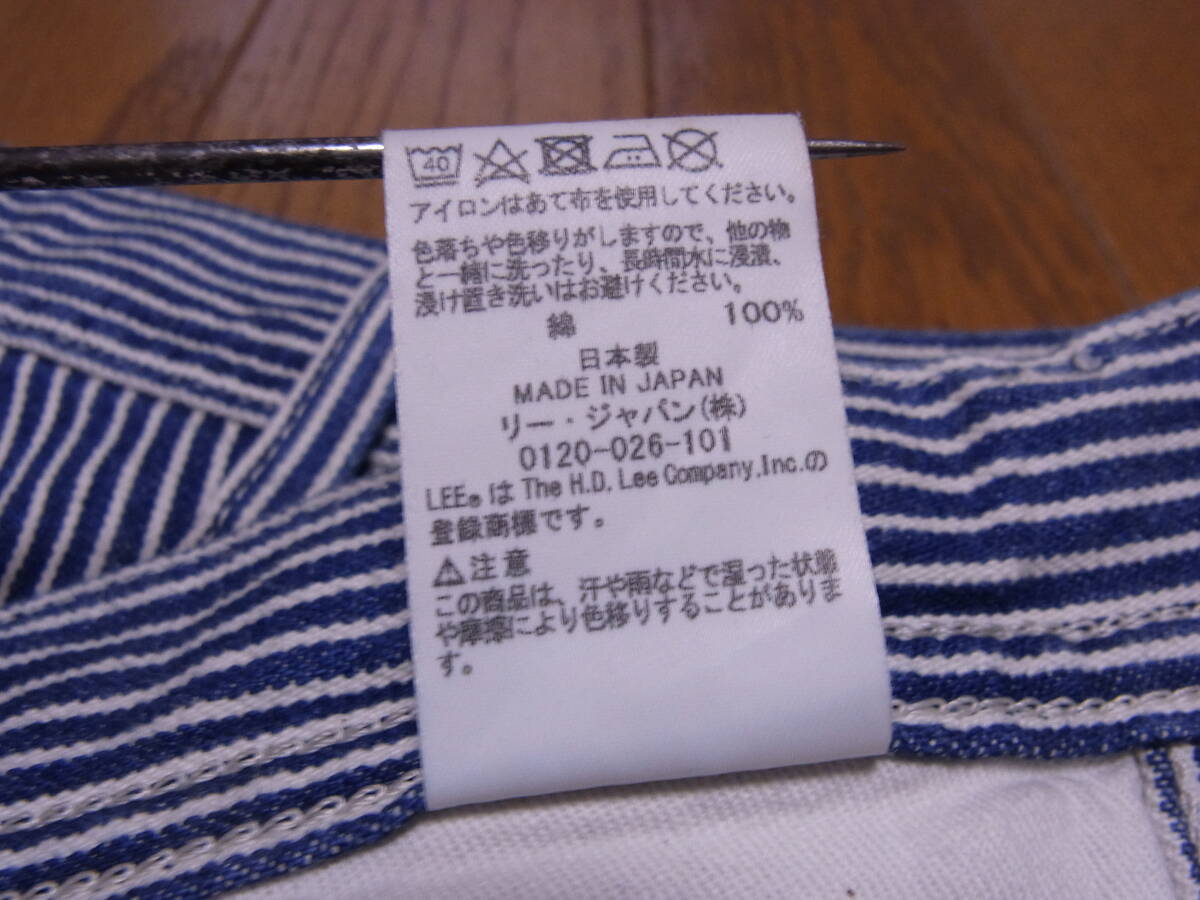 40
アイロンはあて布を使用してください。
色落ちや色移りがしますので、他の物
と一緒に洗ったり、長時間水に浸漬、
浸け置き洗いはお避けください。
綿 100%
日本製
MADE IN JAPAN
リー・ジャパン(株)
0120-026-101
LEE®は The H.D. Lee Company,Inc.の
登録商標です。
⚠注意
この商品は、汗や雨などで湿った状態
や摩擦により色移りすることがありま
す。